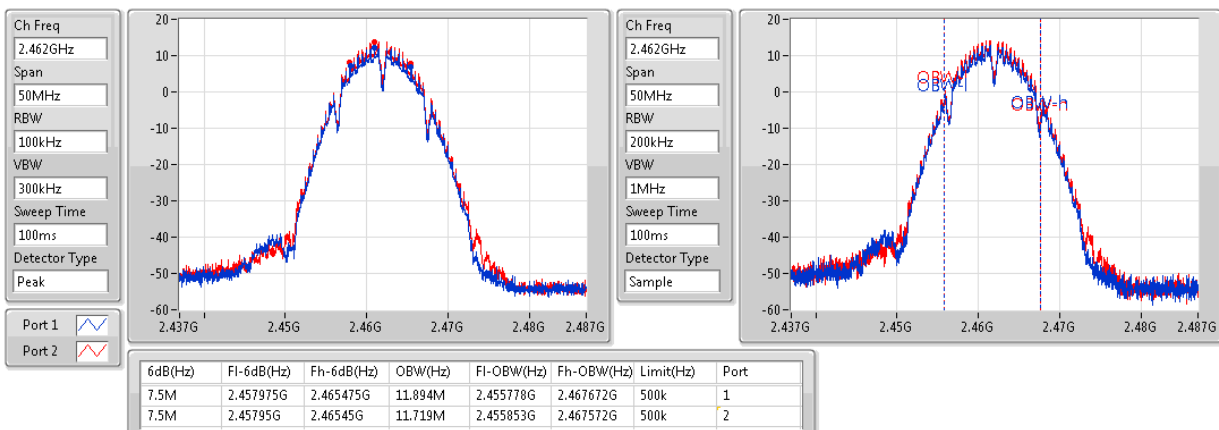 Ch Freq
2.462GHz
Span
50MHz
RBW
100kHz
VBW
300kHz
Sweep Time
100ms
Detector Type
Peak
Port 1
Port 2
20
10
0
-10
-20
-30
-40
-50
-60
2.437G 2.45G 2.46G 2.47G 2.48G 2.487G
Ch Freq
2.462GHz
Span
50MHz
RBW
200kHz
VBW
1MHz
Sweep Time
100ms
Detector Type
Sample
20
10
0
-10
-20
-30
-40
-50
-60
OBW-l
OBW-h
2.437G 2.45G 2.46G 2.47G 2.48G 2.487G
6dB(Hz) Fl-6dB(Hz) Fh-6dB(Hz) OBW(Hz) Fl-OBW(Hz) Fh-OBW(Hz) Limit(Hz) Port
7.5M 2.457975G 2.465475G 11.894M 2.455778G 2.467672G 500k 1
7.5M 2.45795G 2.46545G 11.719M 2.455853G 2.467572G 500k 2